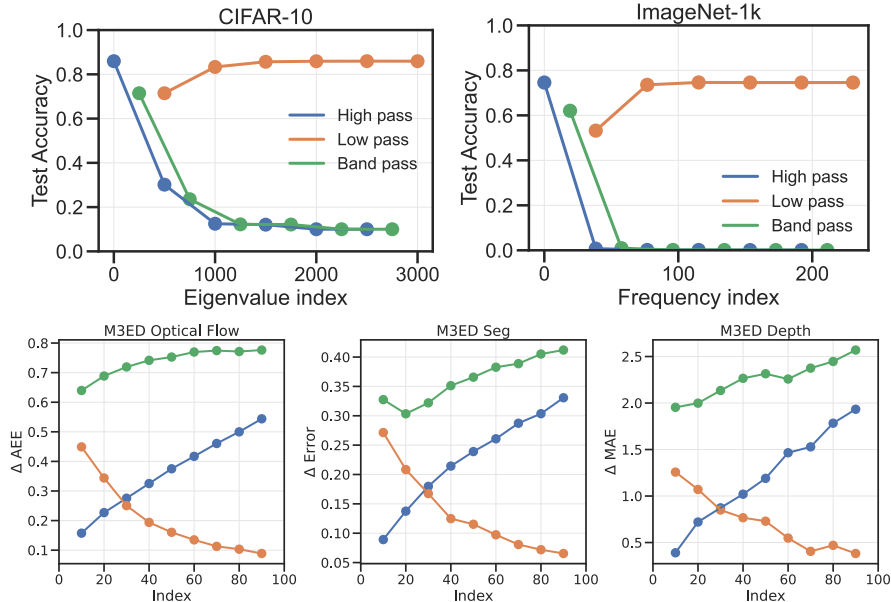 CIFAR-10
Test Accuracy
1.0
0.8
0.6
0.4
0.2
0.0
High pass
Low pass
Band pass
0 1000 2000 3000
Eigenvalue index
ImageNet-1k
Test Accuracy
1.0
0.8
0.6
0.4
0.2
0.0
High pass
Low pass
Band pass
0 100 200
Frequency index
M3ED Optical Flow
Δ AEE
0.8
0.7
0.6
0.5
0.4
0.3
0.2
0.1
0 20 40 60 80 100
Index
M3ED Seg
Δ Error
0.40
0.35
0.30
0.25
0.20
0.15
0.10
0.05
0 20 40 60 80 100
Index
M3ED Depth
Δ MAE
2.5
2.0
1.5
1.0
0.5
0 20 40 60 80 100
Index